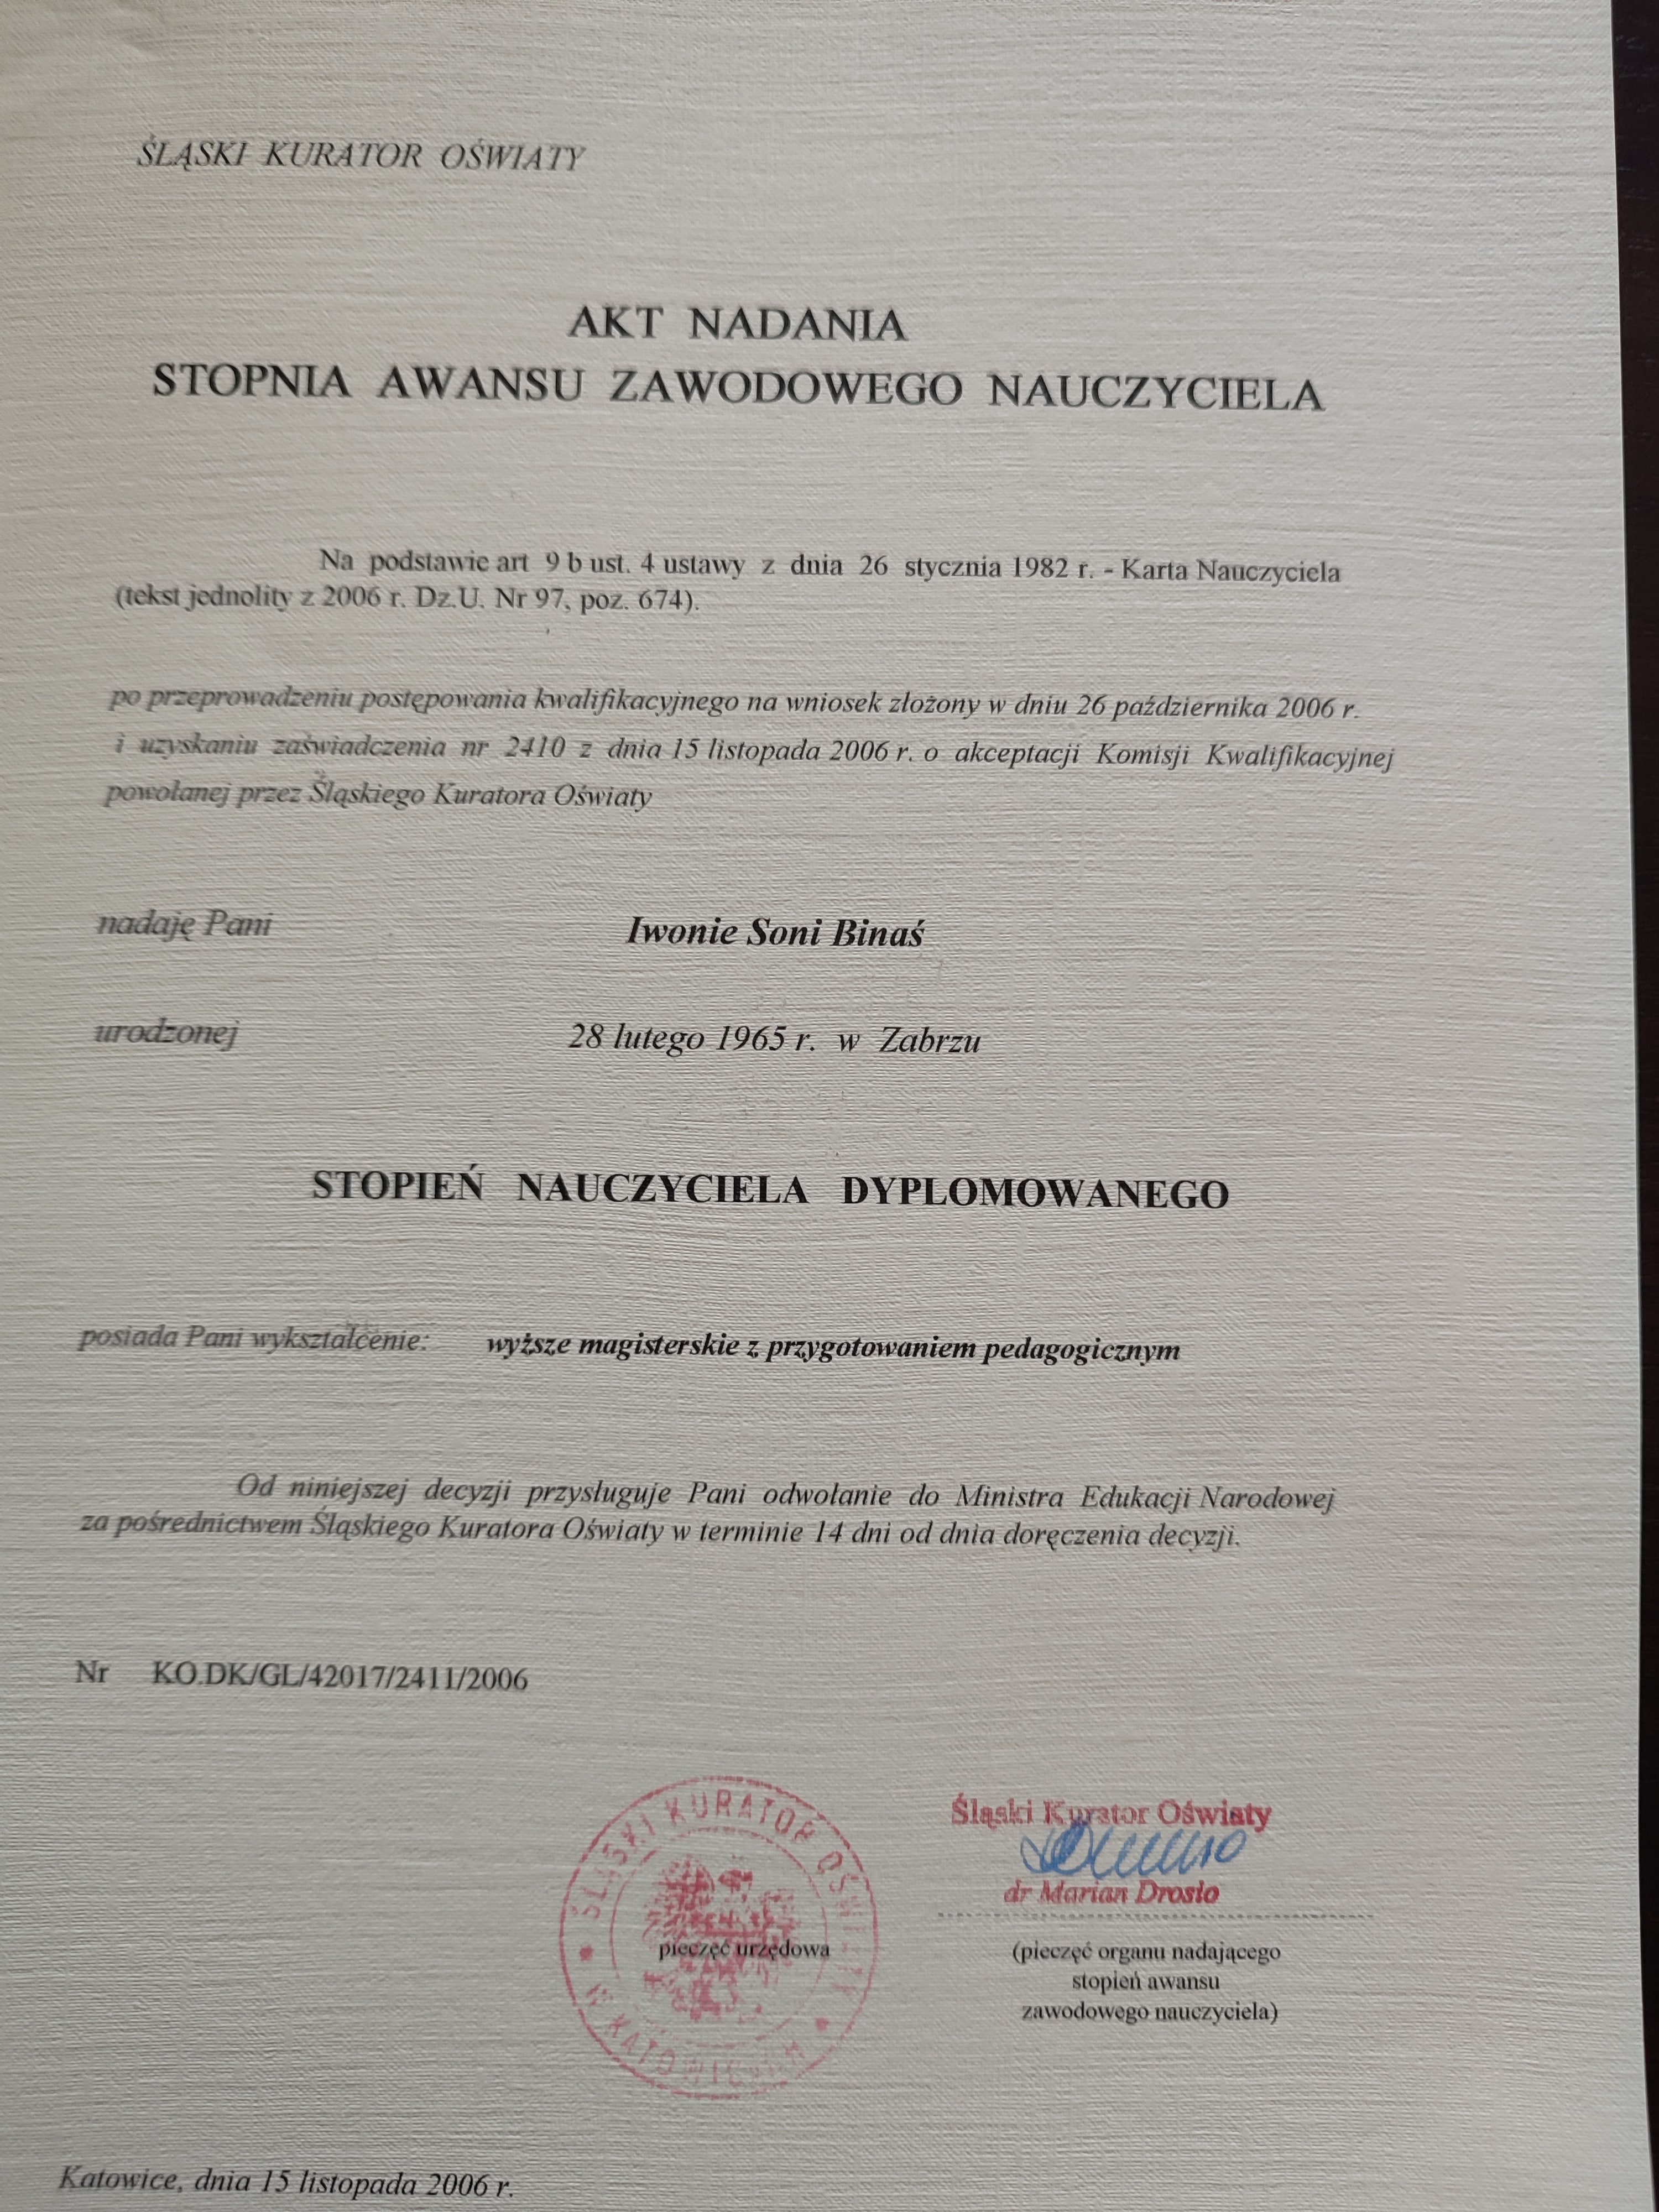 ŚLĄSKI KURATOR OŚWIATY
AKT NADANIA
STOPNIA AWANSU ZAWODOWEGO NAUCZYCIELA
Na podstawie art 9 b ust. 4 ustawy z dnia 26 stycznia 1982 r. - Karta Nauczyciela
(tekst jednolity z 2006 r. Dz.U. Nr 97, poz. 674).
po przeprowadzeniu postępowania kwalifikacyjnego na wniosek złożony w dniu 26 października 2006 r.
i uzyskaniu zaświadczenia nr 2410 z dnia 15 listopada 2006 r. o akceptacji Komisji Kwalifikacyjnej
powołanej przez Śląskiego Kuratora Oświaty
nadaję Pani Iwonie Soni Binaś
urodzonej 28 lutego 1965 r. w Zabrzu
STOPIEŃ NAUCZYCIELA DYPLOMOWANEGO
posiada Pani wykształcenie: wyższe magisterskie z przygotowaniem pedagogicznym
Od niniejszej decyzji przysługuje Pani odwołanie do Ministra Edukacji Narodowej
za pośrednictwem Śląskiego Kuratora Oświaty w terminie 14 dni od dnia doręczenia decyzji.
Nr KO.DK/GL/42017/2411/2006
ŚLĄSKI KURATOR OŚWIATY
W KATOWICACH
pieczęć urzędowa
Śląski Kurator Oświaty
dr Marian Drosio
(pieczęć organu nadającego
stopień awansu
zawodowego nauczyciela)
Katowice, dnia 15 listopada 2006 r.